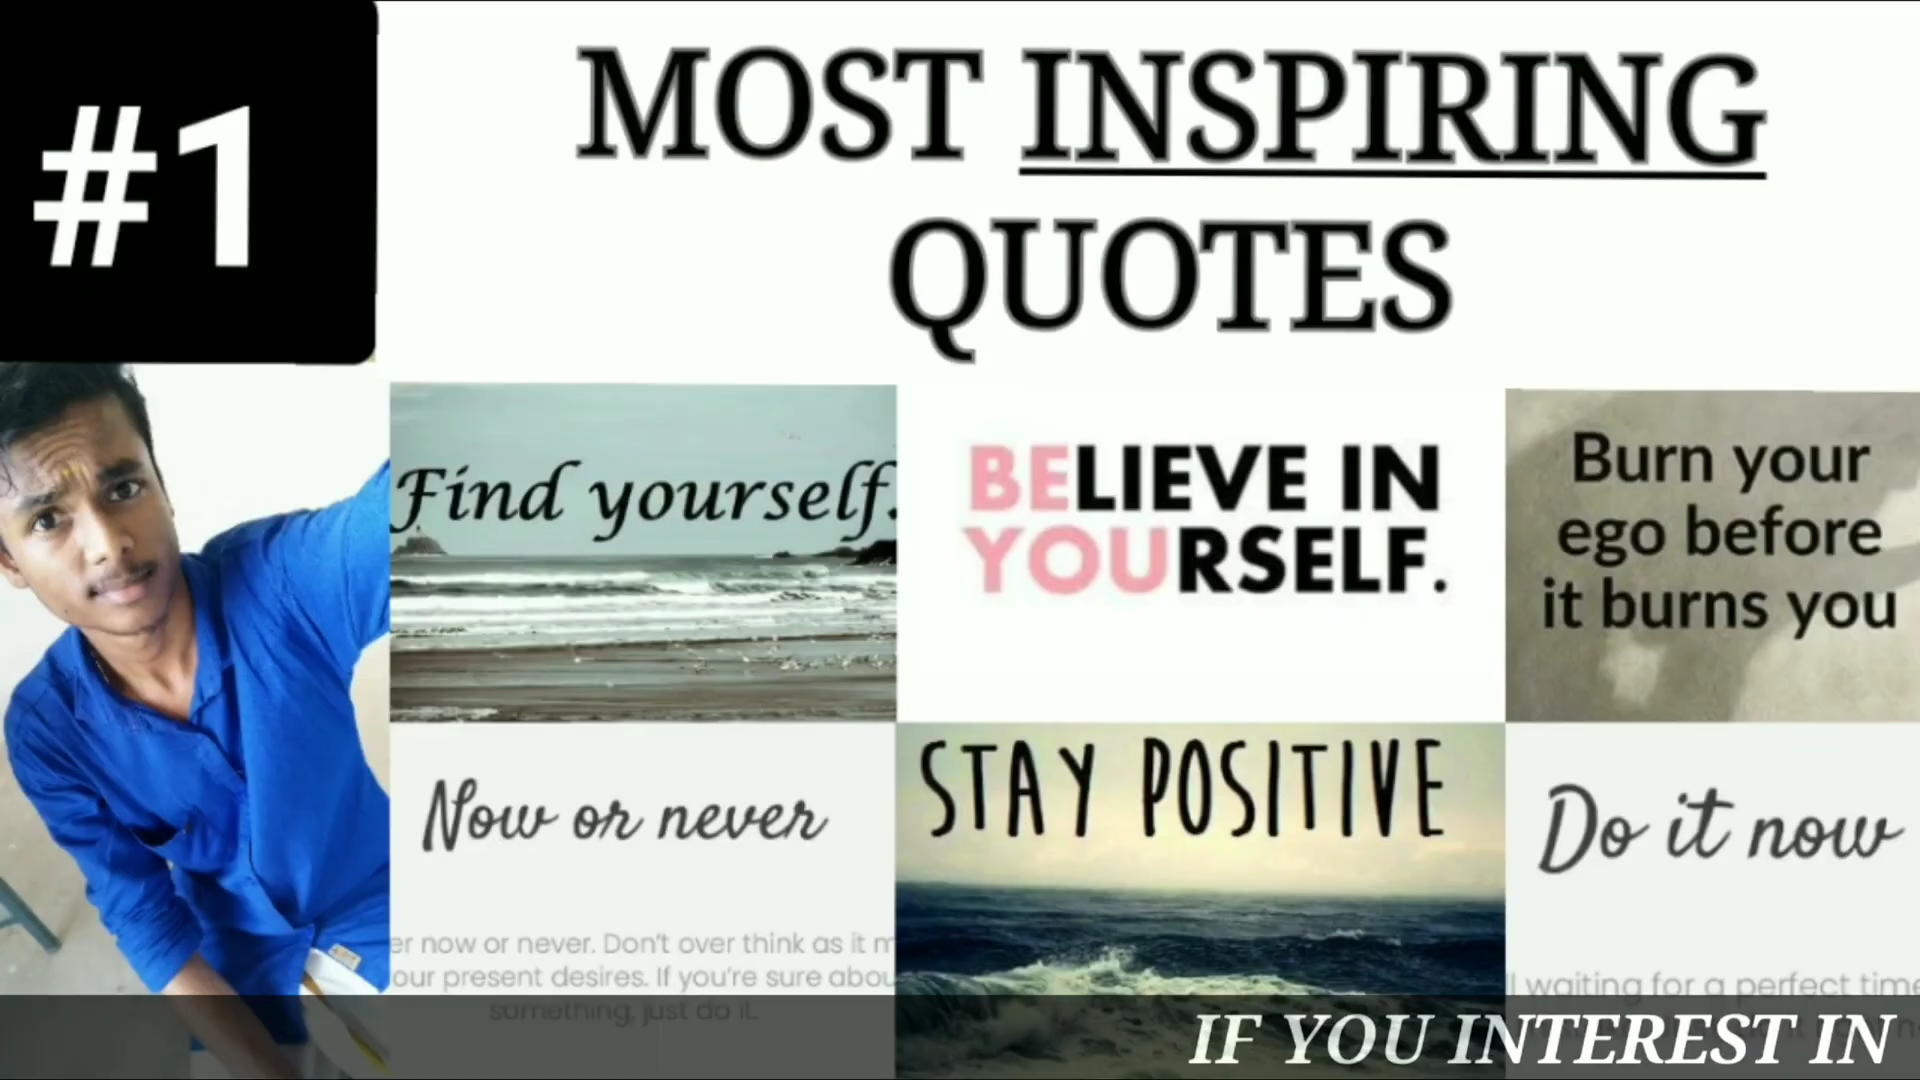 #1
MOST INSPIRING
QUOTES
Find yourself.
BELIEVE IN
YOURSELF.
Burn your
ego before
it burns you
Now or never
er now or never. Don't over think as it m
our present desires. If you're sure abou
something, just do it.
STAY POSITIVE
Do it now
waiting for a perfect time
IF YOU INTEREST IN